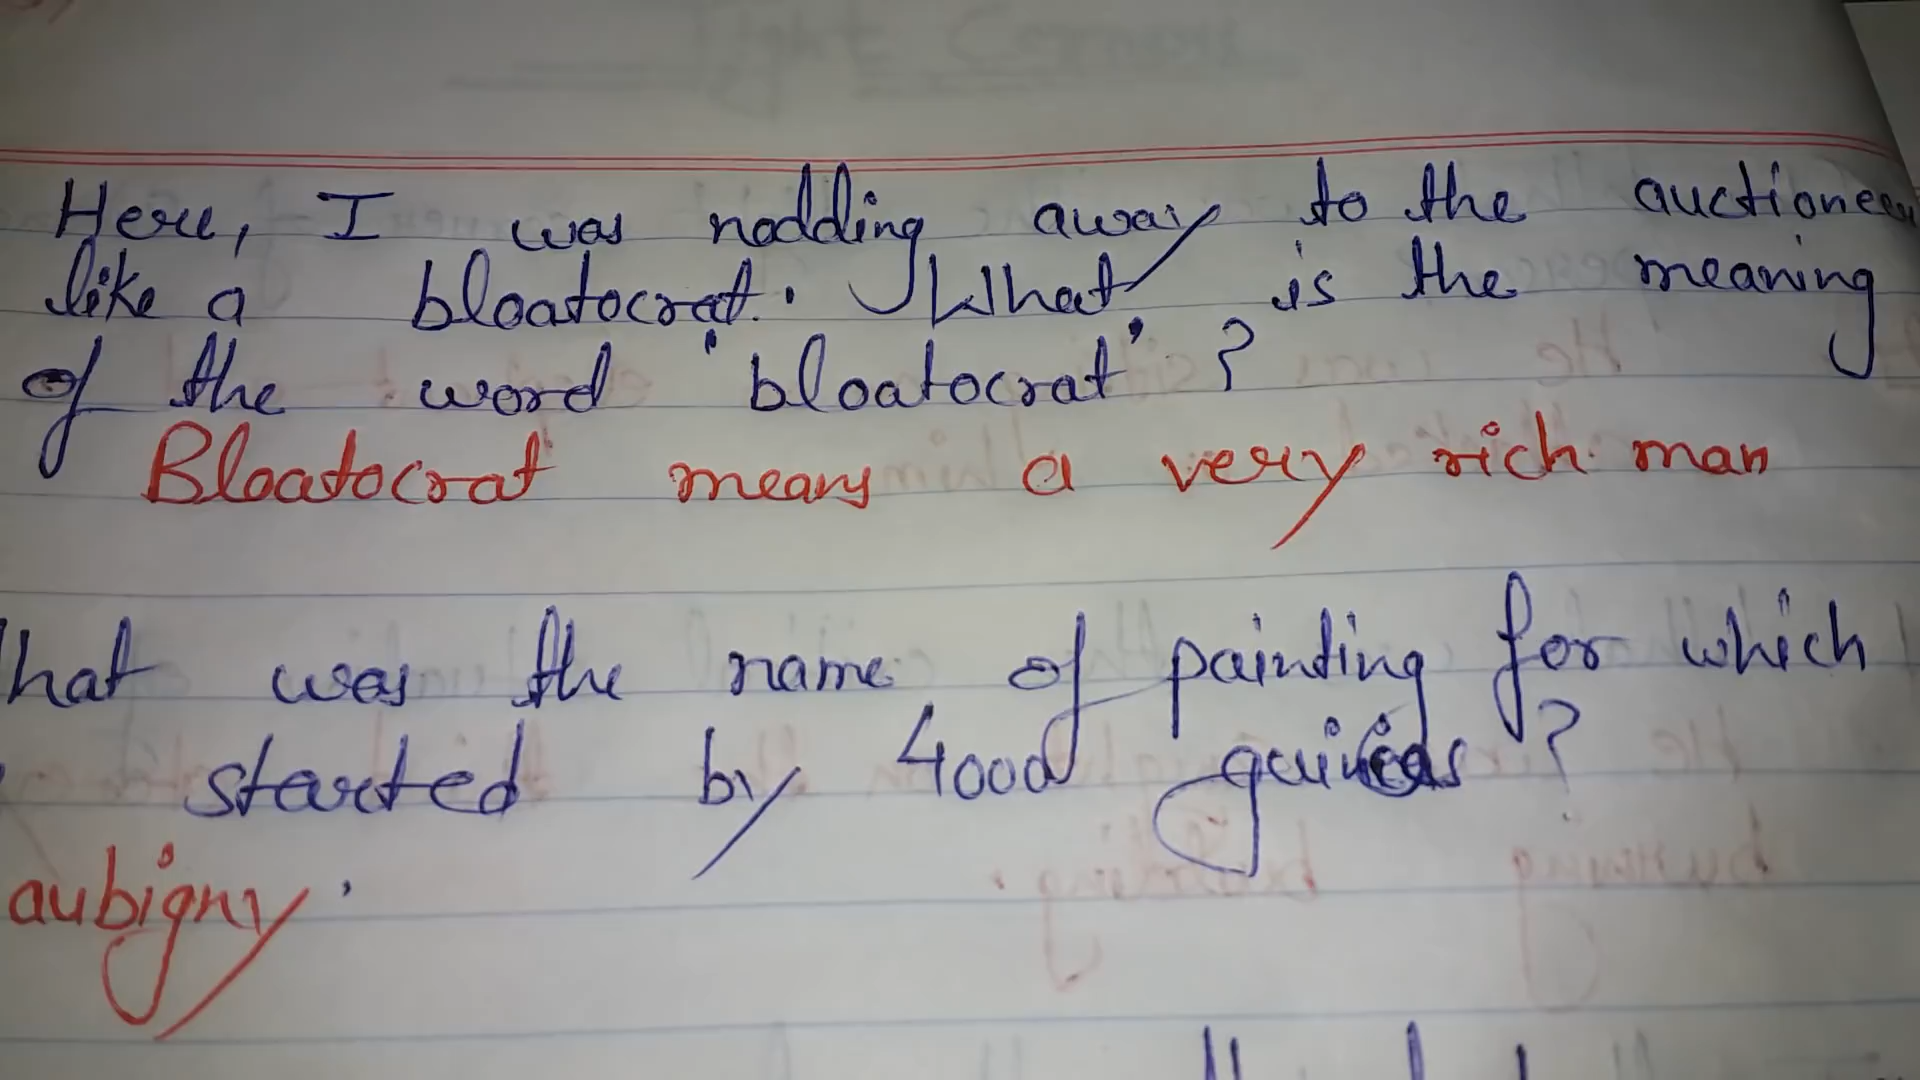 Here, I was nodding away to the auctioneer
like a bloatocrat. What is the meaning
of the word 'bloatocrat'?
Bloatocrat means a very rich man
hat was the name of painting for which
started by 4000 guineas?
aubigny.